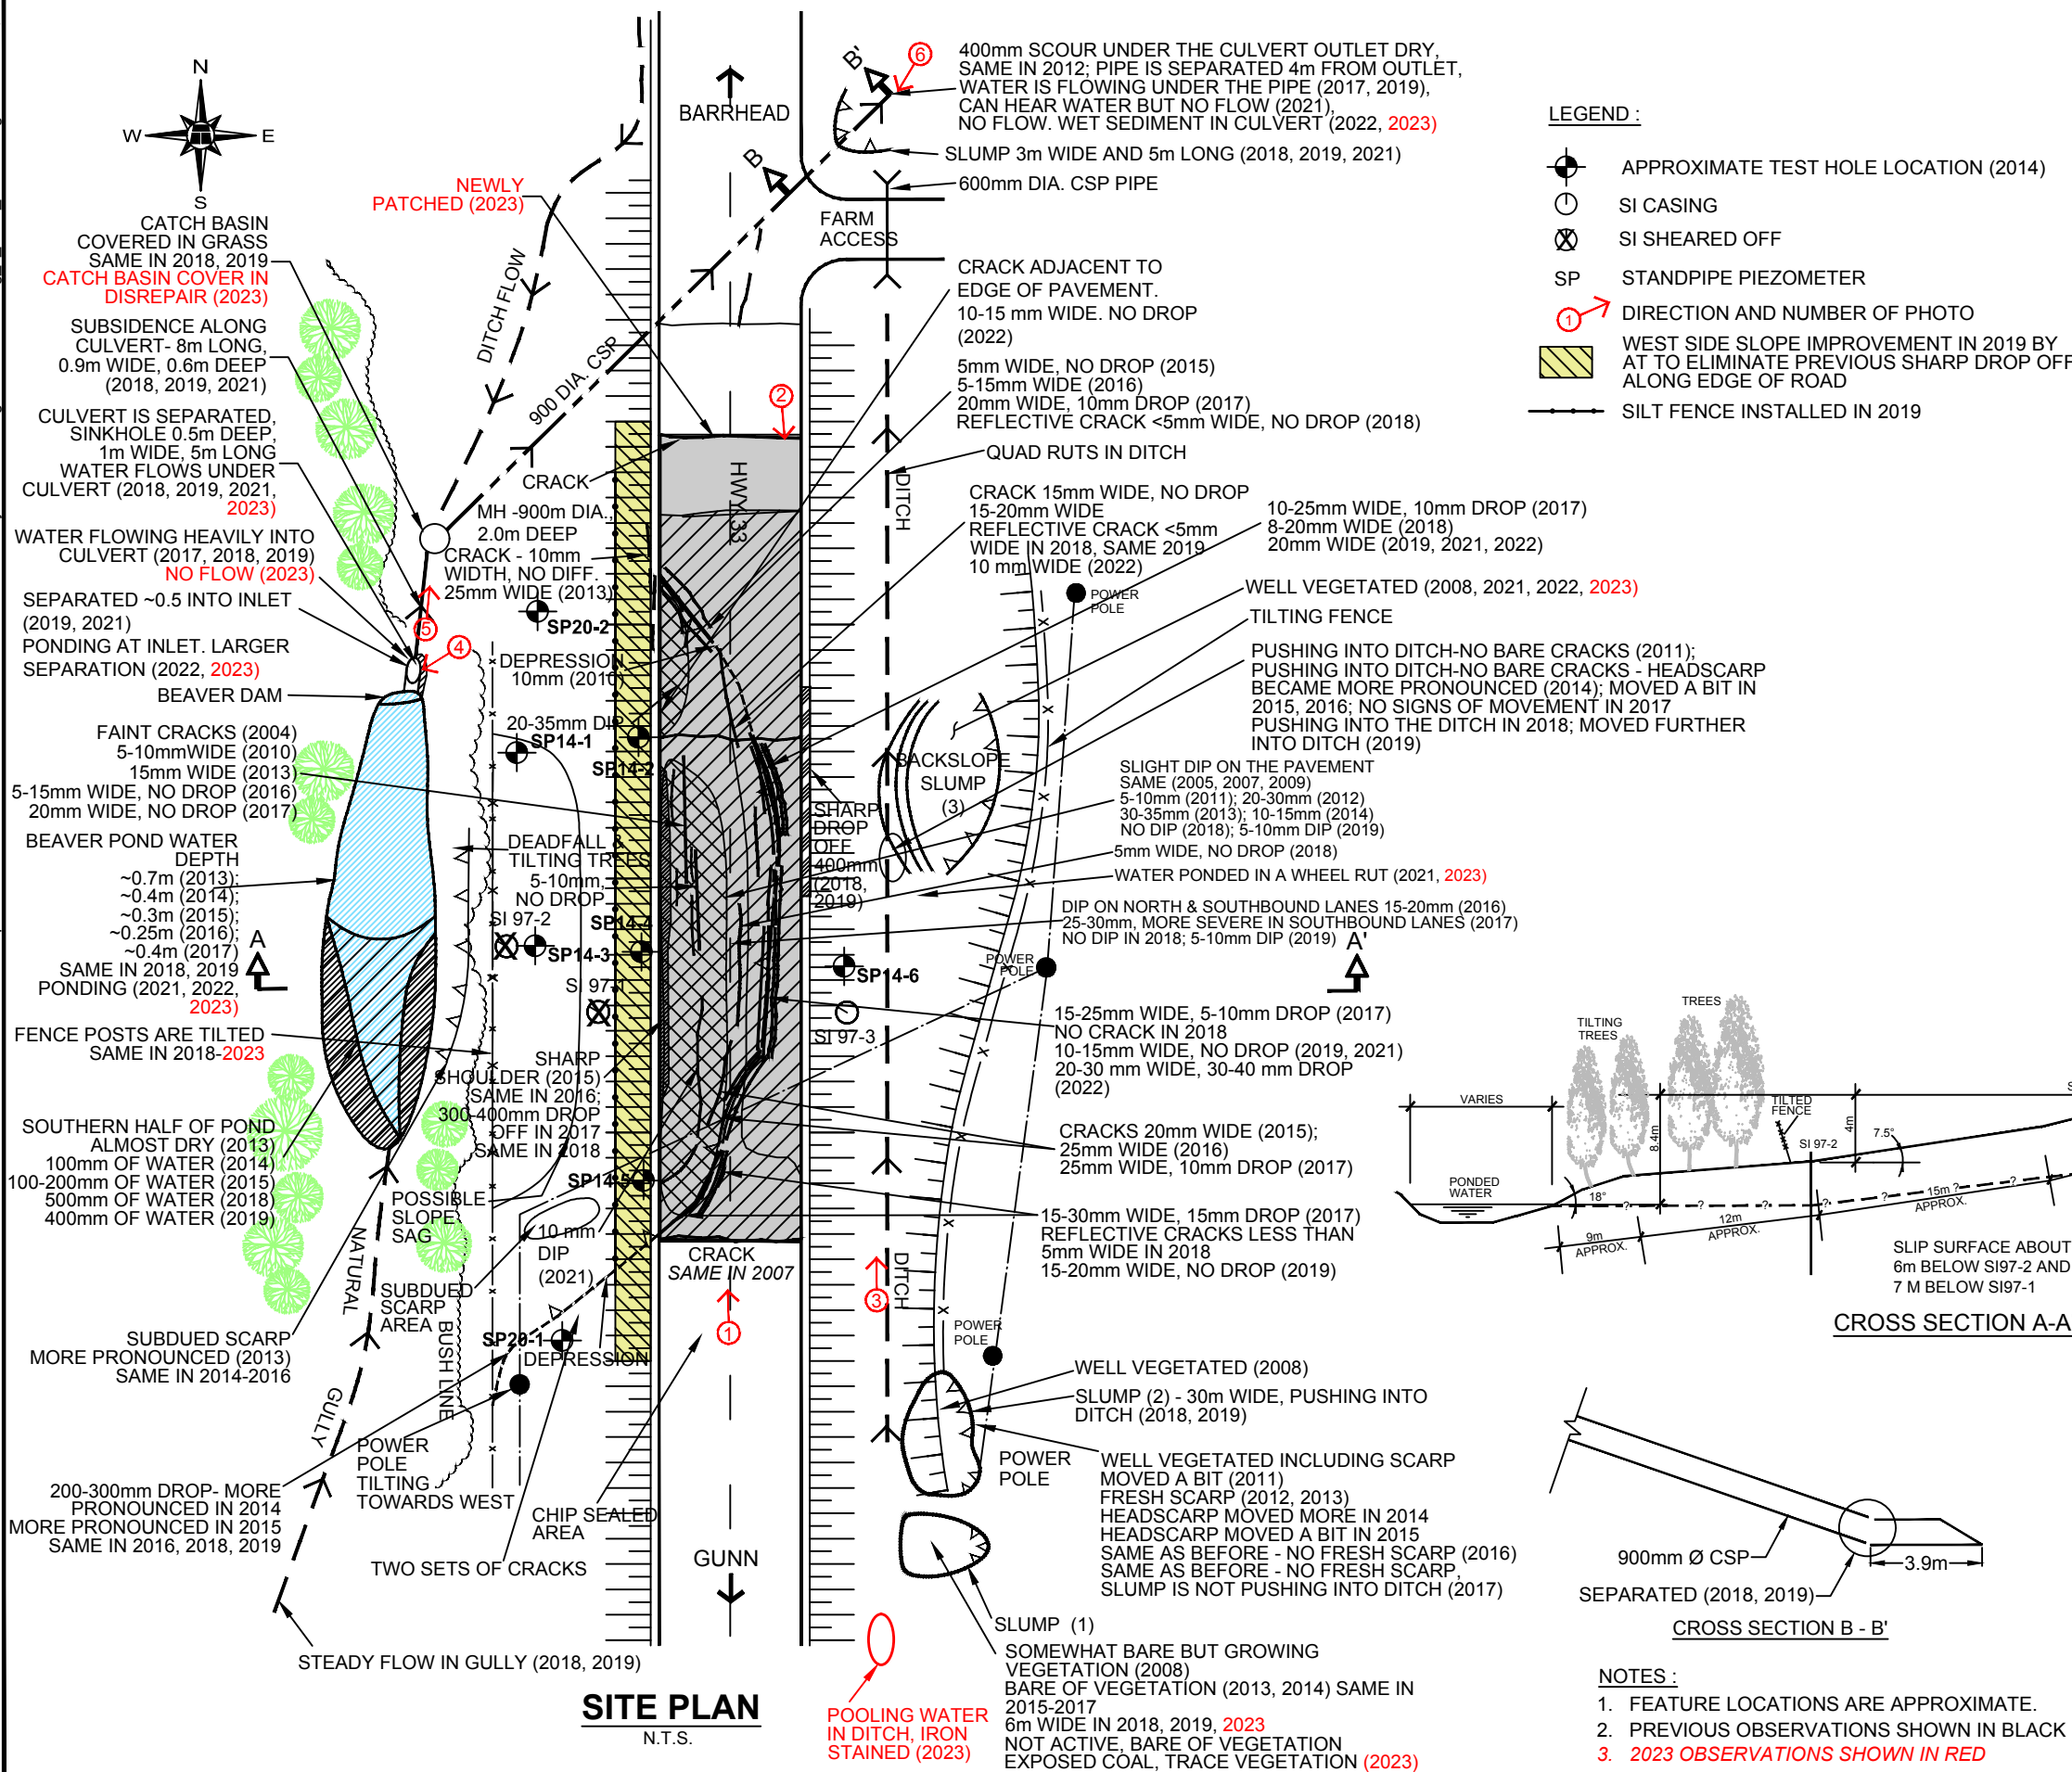 N
W
E
S
CATCH BASIN
COVERED IN GRASS
SAME IN 2018, 2019
CATCH BASIN COVER IN
DISREPAIR (2023)
SUBSIDENCE ALONG
CULVERT- 8m LONG,
0.9m WIDE, 0.6m DEEP
(2018, 2019, 2021)
CULVERT IS SEPARATED,
SINKHOLE 0.5m DEEP,
1m WIDE, 5m LONG
WATER FLOWS UNDER
CULVERT (2018, 2019, 2021,
2023)
WATER FLOWING HEAVILY INTO
CULVERT (2017, 2018, 2019)
NO FLOW (2023)
SEPARATED ~0.5 INTO INLET
(2019, 2021)
PONDING AT INLET. LARGER
SEPARATION (2022, 2023)
BEAVER DAM
FAINT CRACKS (2004)
5-10mmWIDE (2010)
15mm WIDE (2013)
5-15mm WIDE, NO DROP (2016)
20mm WIDE, NO DROP (2017)
BEAVER POND WATER
DEPTH
~0.7m (2013);
~0.4m (2014);
~0.3m (2015);
~0.25m (2016);
~0.4m (2017)
SAME IN 2018, 2019
PONDING (2021, 2022,
2023)
A
FENCE POSTS ARE TILTED
SAME IN 2018-2023
SOUTHERN HALF OF POND
ALMOST DRY (2013)
100mm OF WATER (2014)
100-200mm OF WATER (2015)
500mm OF WATER (2018)
400mm OF WATER (2019)
SUBDUED SCARP
MORE PRONOUNCED (2013)
SAME IN 2014-2016
200-300mm DROP- MORE
PRONOUNCED IN 2014
MORE PRONOUNCED IN 2015
SAME IN 2016, 2018, 2019
STEADY FLOW IN GULLY (2018, 2019)
NATURAL
GULLY
NEWLY
PATCHED (2023)
DITCH FLOW
900 DIA. CSP
CRACK
MH -900m DIA.,
2.0m DEEP
CRACK - 10mm
WIDTH, NO DIFF.
25mm WIDE (2013)
SP20-2
5
4
DEPRESSION
10mm (2010)
20-35mm DIP
SP14-1
SP14-2
DEADFALL &
TILTING TREES
5-10mm,
NO DROP
SI 97-2
SP14-4
SP14-3
SI 97-1
SHARP
SHOULDER (2015)
SAME IN 2016;
300-400mm DROP
OFF IN 2017
SAME IN 2018
SP14-5
POSSIBLE
SLOPE
SAG
10 mm
DIP
(2021)
SUBDUED
SCARP
AREA
BUSH LINE
SP20-1
DEPRESSION
POWER
POLE
TILTING
TOWARDS WEST
CHIP SEALED
AREA
TWO SETS OF CRACKS
BARRHEAD
HWY 33
2
CRACK
SAME IN 2007
1
GUNN
SITE PLAN
N.T.S.
B
B'
6
400mm SCOUR UNDER THE CULVERT OUTLET DRY,
SAME IN 2012; PIPE IS SEPARATED 4m FROM OUTLET,
WATER IS FLOWING UNDER THE PIPE (2017, 2019),
CAN HEAR WATER BUT NO FLOW (2021),
NO FLOW. WET SEDIMENT IN CULVERT (2022, 2023)
SLUMP 3m WIDE AND 5m LONG (2018, 2019, 2021)
600mm DIA. CSP PIPE
FARM
ACCESS
CRACK ADJACENT TO
EDGE OF PAVEMENT.
10-15 mm WIDE. NO DROP
(2022)
5mm WIDE, NO DROP (2015)
5-15mm WIDE (2016)
20mm WIDE, 10mm DROP (2017)
REFLECTIVE CRACK <5mm WIDE, NO DROP (2018)
QUAD RUTS IN DITCH
DITCH
CRACK 15mm WIDE, NO DROP
15-20mm WIDE
REFLECTIVE CRACK <5mm
WIDE IN 2018, SAME 2019
10 mm WIDE (2022)
10-25mm WIDE, 10mm DROP (2017)
8-20mm WIDE (2018)
20mm WIDE (2019, 2021, 2022)
WELL VEGETATED (2008, 2021, 2022, 2023)
POWER
POLE
TILTING FENCE
PUSHING INTO DITCH-NO BARE CRACKS (2011);
PUSHING INTO DITCH-NO BARE CRACKS - HEADSCARP
BECAME MORE PRONOUNCED (2014); MOVED A BIT IN
2015, 2016; NO SIGNS OF MOVEMENT IN 2017
PUSHING INTO THE DITCH IN 2018; MOVED FURTHER
INTO DITCH (2019)
BACKSLOPE
SLUMP
(3)
SHARP
DROP
OFF
400mm
(2018,
2019)
SLIGHT DIP ON THE PAVEMENT
SAME (2005, 2007, 2009)
5-10mm (2011); 20-30mm (2012)
30-35mm (2013); 10-15mm (2014)
NO DIP (2018); 5-10mm DIP (2019)
5mm WIDE, NO DROP (2018)
WATER PONDED IN A WHEEL RUT (2021, 2023)
DIP ON NORTH & SOUTHBOUND LANES 15-20mm (2016)
25-30mm, MORE SEVERE IN SOUTHBOUND LANES (2017)
NO DIP IN 2018; 5-10mm DIP (2019)
A'
SP14-6
SI 97-3
POWER
POLE
15-25mm WIDE, 5-10mm DROP (2017)
NO CRACK IN 2018
10-15mm WIDE, NO DROP (2019, 2021)
20-30 mm WIDE, 30-40 mm DROP
(2022)
CRACKS 20mm WIDE (2015);
25mm WIDE (2016)
25mm WIDE, 10mm DROP (2017)
15-30mm WIDE, 15mm DROP (2017)
REFLECTIVE CRACKS LESS THAN
5mm WIDE IN 2018
15-20mm WIDE, NO DROP (2019)
3
DITCH
POWER
POLE
WELL VEGETATED (2008)
SLUMP (2) - 30m WIDE, PUSHING INTO
DITCH (2018, 2019)
POWER
POLE
WELL VEGETATED INCLUDING SCARP
MOVED A BIT (2011)
FRESH SCARP (2012, 2013)
HEADSCARP MOVED MORE IN 2014
HEADSCARP MOVED A BIT IN 2015
SAME AS BEFORE - NO FRESH SCARP (2016)
SAME AS BEFORE - NO FRESH SCARP,
SLUMP IS NOT PUSHING INTO DITCH (2017)
SLUMP (1)
SOMEWHAT BARE BUT GROWING
VEGETATION (2008)
BARE OF VEGETATION (2013, 2014) SAME IN
2015-2017
6m WIDE IN 2018, 2019, 2023
NOT ACTIVE, BARE OF VEGETATION
EXPOSED COAL, TRACE VEGETATION (2023)
POOLING WATER
IN DITCH, IRON
STAINED (2023)
LEGEND :
APPROXIMATE TEST HOLE LOCATION (2014)
SI CASING
SI SHEARED OFF
SP STANDPIPE PIEZOMETER
1 DIRECTION AND NUMBER OF PHOTO
WEST SIDE SLOPE IMPROVEMENT IN 2019 BY
AT TO ELIMINATE PREVIOUS SHARP DROP OFF
ALONG EDGE OF ROAD
SILT FENCE INSTALLED IN 2019
TREES
TILTING
TREES
VARIES
TILTED
FENCE
8.4m
4m
7.5°
SI 97-2
PONDED
WATER
18°
? ? ? ? ? ? ? ?
9m
APPROX.
12m
APPROX.
15m
APPROX.
SLIP SURFACE ABOUT
6m BELOW SI97-2 AND
7 M BELOW SI97-1
CROSS SECTION A-A
900mm Ø CSP
3.9m
SEPARATED (2018, 2019)
CROSS SECTION B - B'
NOTES :
1. FEATURE LOCATIONS ARE APPROXIMATE.
2. PREVIOUS OBSERVATIONS SHOWN IN BLACK
3. 2023 OBSERVATIONS SHOWN IN RED